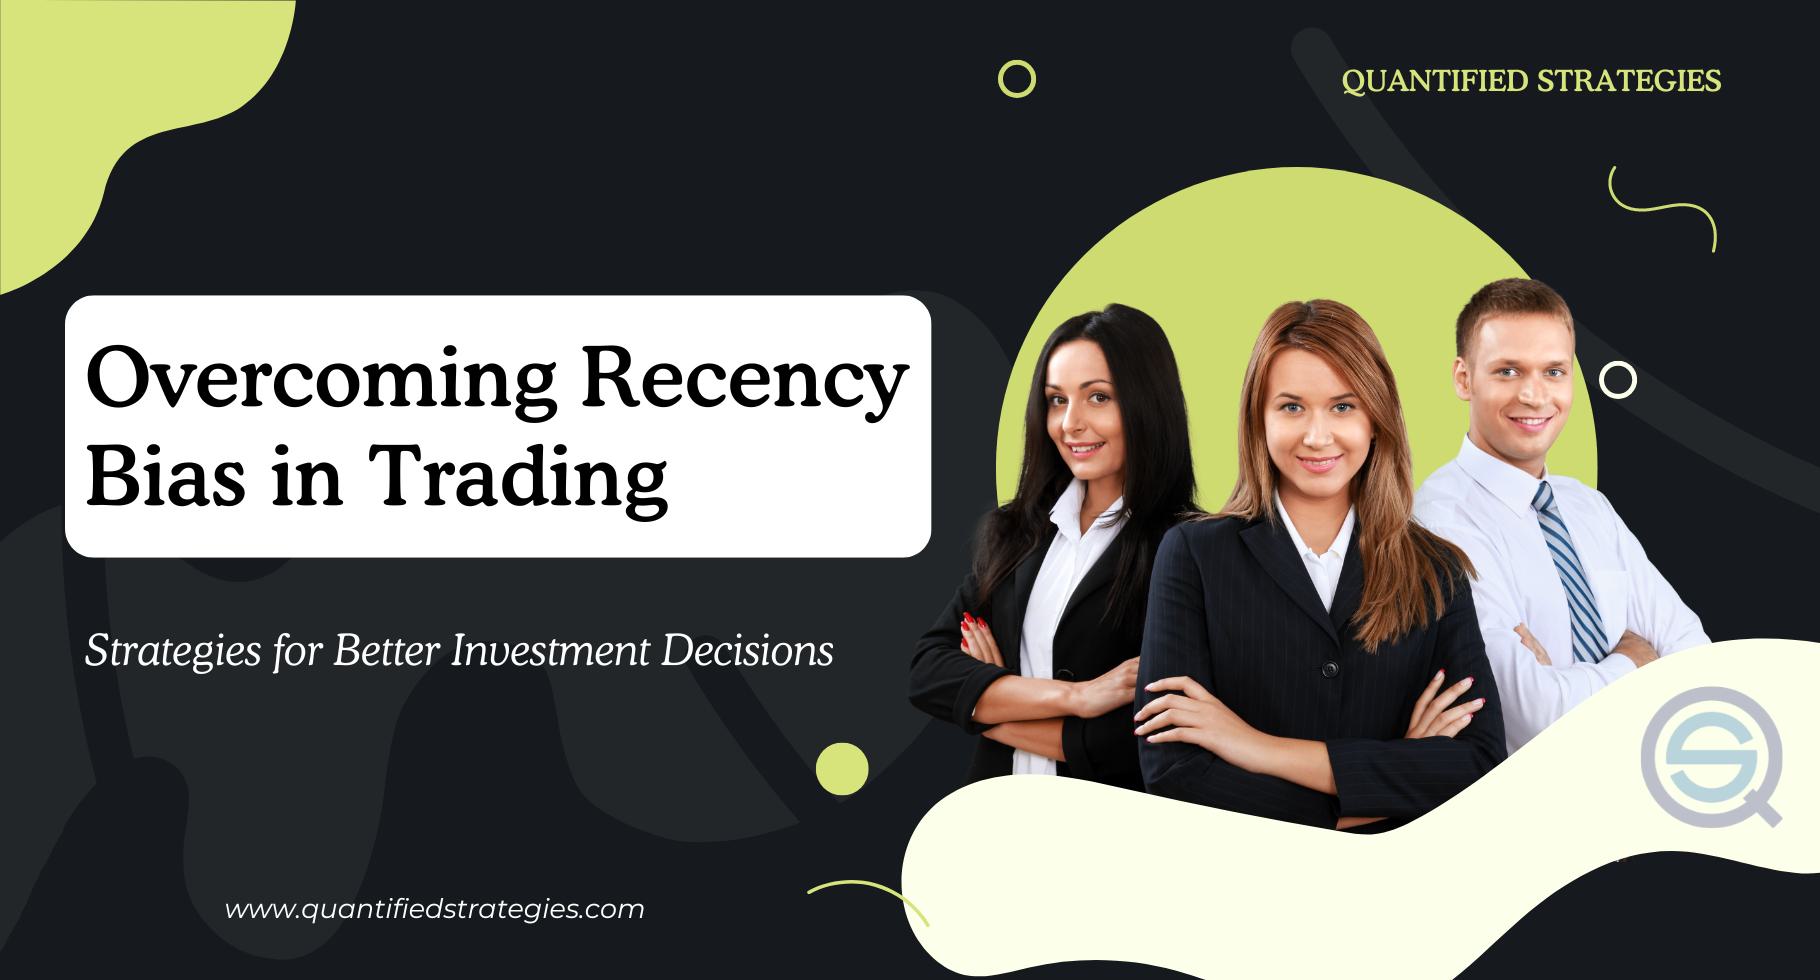 QUANTIFIED STRATEGIES
Overcoming Recency
Bias in Trading
Strategies for Better Investment Decisions
www.quantifiedstrategies.com